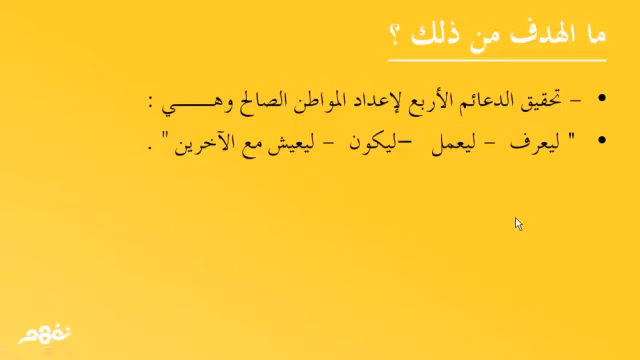 ما الهدف من ذلك ؟
• – تحقيق الدعائم الأربع لإعداد المواطن الصالح وهـــــي :
• " ليعرف – ليعمل –ليكون – ليعيش مع الآخرين " .
نفهم